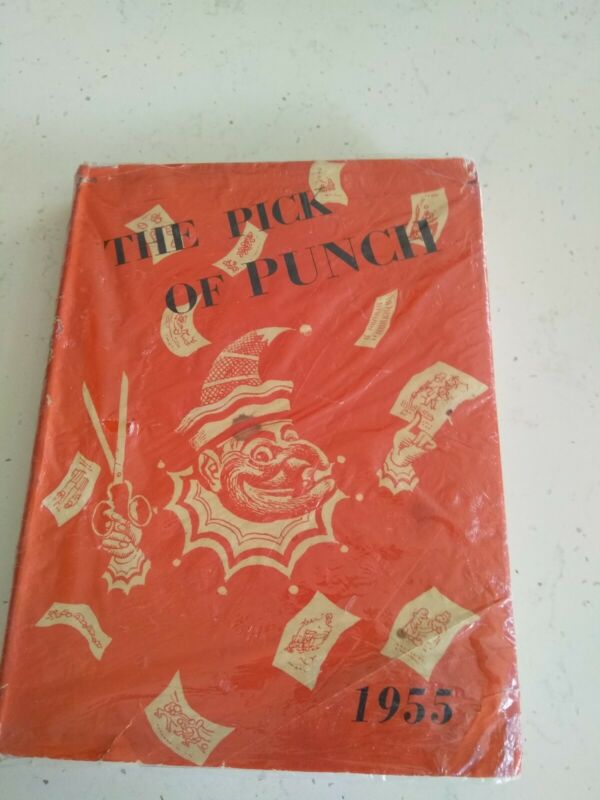 THE PICK
OF PUNCH
1955